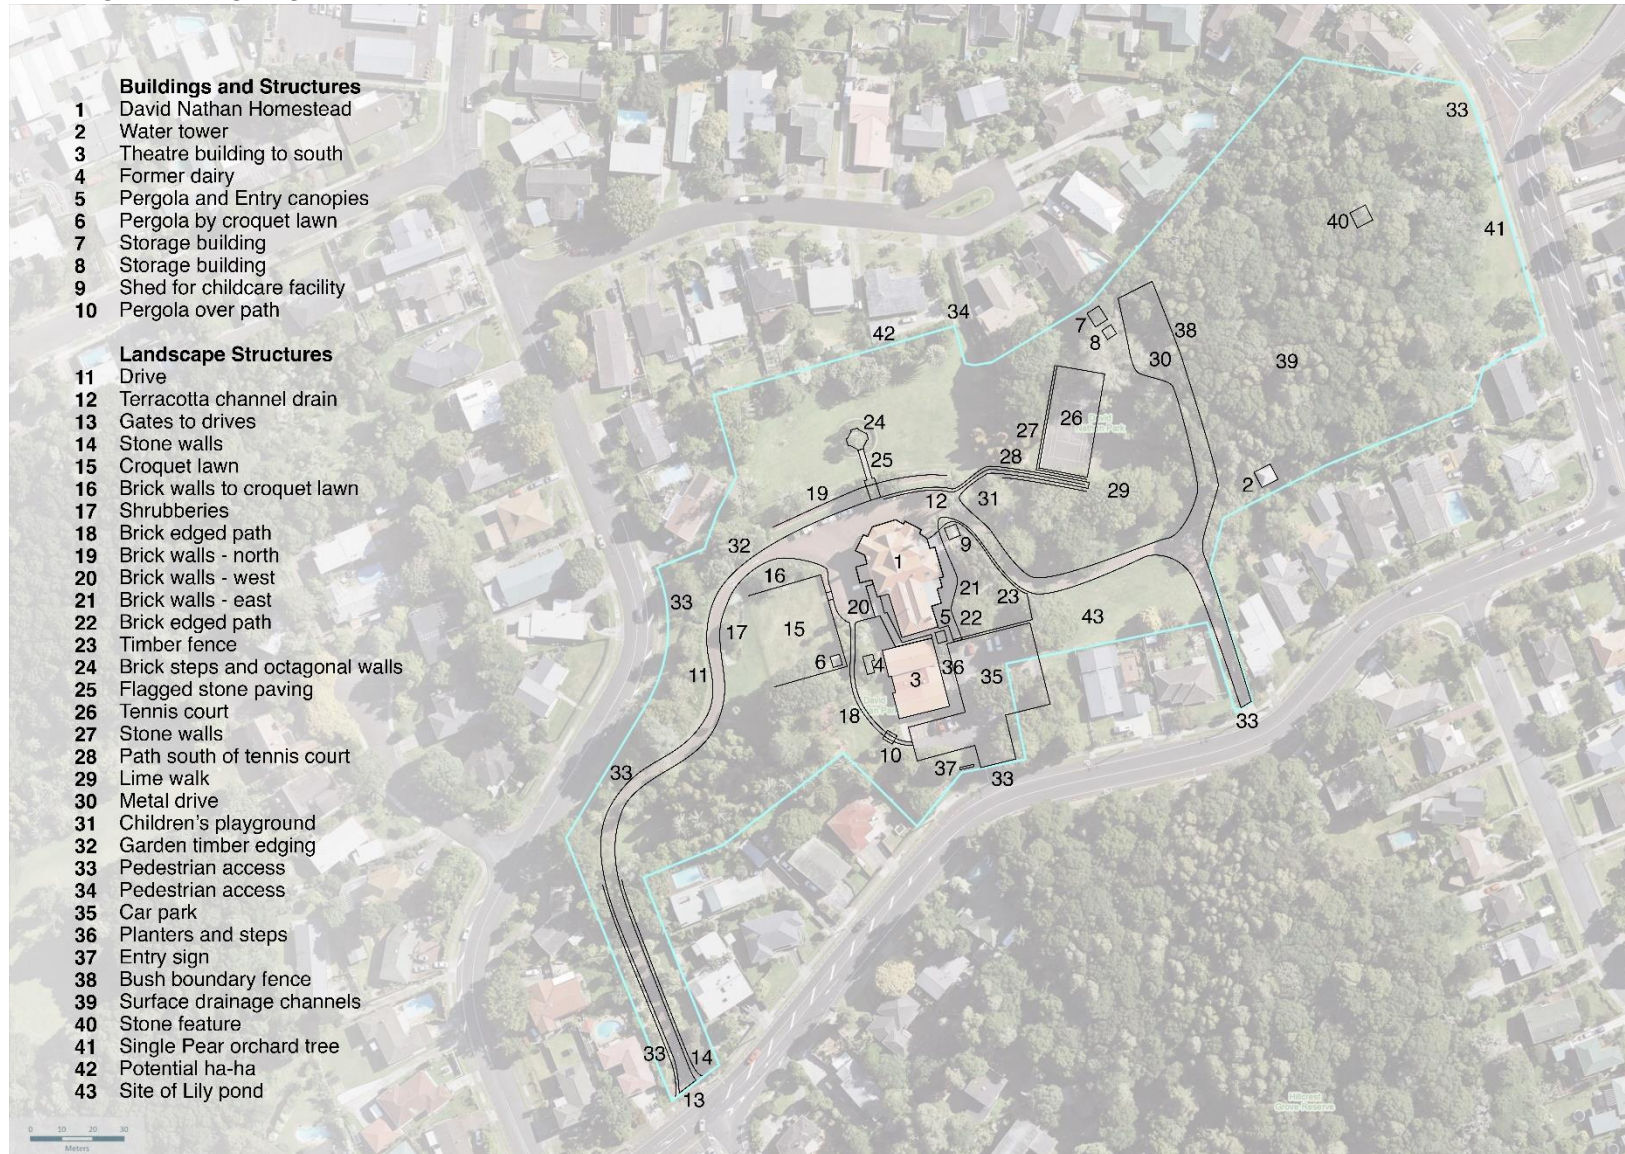 Buildings and Structures
1 David Nathan Homestead
2 Water tower
3 Theatre building to south
4 Former dairy
5 Pergola and Entry canopies
6 Pergola by croquet lawn
7 Storage building
8 Storage building
9 Shed for childcare facility
10 Pergola over path
Landscape Structures
11 Drive
12 Terracotta channel drain
13 Gates to drives
14 Stone walls
15 Croquet lawn
16 Brick walls to croquet lawn
17 Shrubberies
18 Brick edged path
19 Brick walls - north
20 Brick walls - west
21 Brick walls - east
22 Brick edged path
23 Timber fence
24 Brick steps and octagonal walls
25 Flagged stone paving
26 Tennis court
27 Stone walls
28 Path south of tennis court
29 Lime walk
30 Metal drive
31 Children's playground
32 Garden timber edging
33 Pedestrian access
34 Pedestrian access
35 Car park
36 Planters and steps
37 Entry sign
38 Bush boundary fence
39 Surface drainage channels
40 Stone feature
41 Single Pear orchard tree
42 Potential ha-ha
43 Site of Lily pond
0 10 20 30
Meters
33
40
41
34
42
7
8
38
30
39
26
27
24
28
25
2
29
19
12
31
32
9
1
16
21
23
33
20
5
22
43
17
15
6
4
36
35
11
3
18
33
10
37
33
33
33
14
13
Hillcrest
Grove Reserve